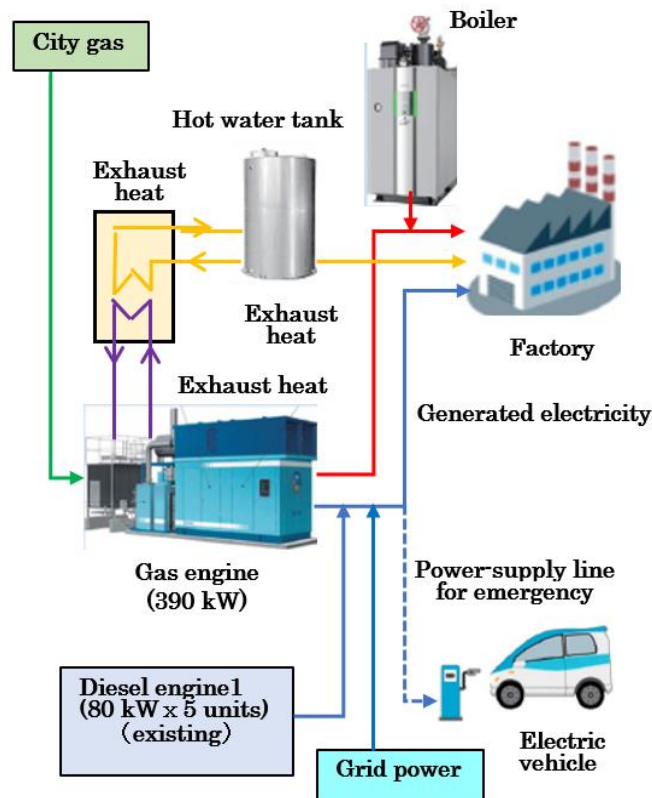 City gas
Boiler
Hot water tank
Exhaust
heat
Exhaust
heat
Factory
Exhaust heat
Generated electricity
Gas engine
(390 kW)
Power-supply line
for emergency
Diesel engine1
(80 kW x 5 units)
(existing)
Grid power
Electric
vehicle